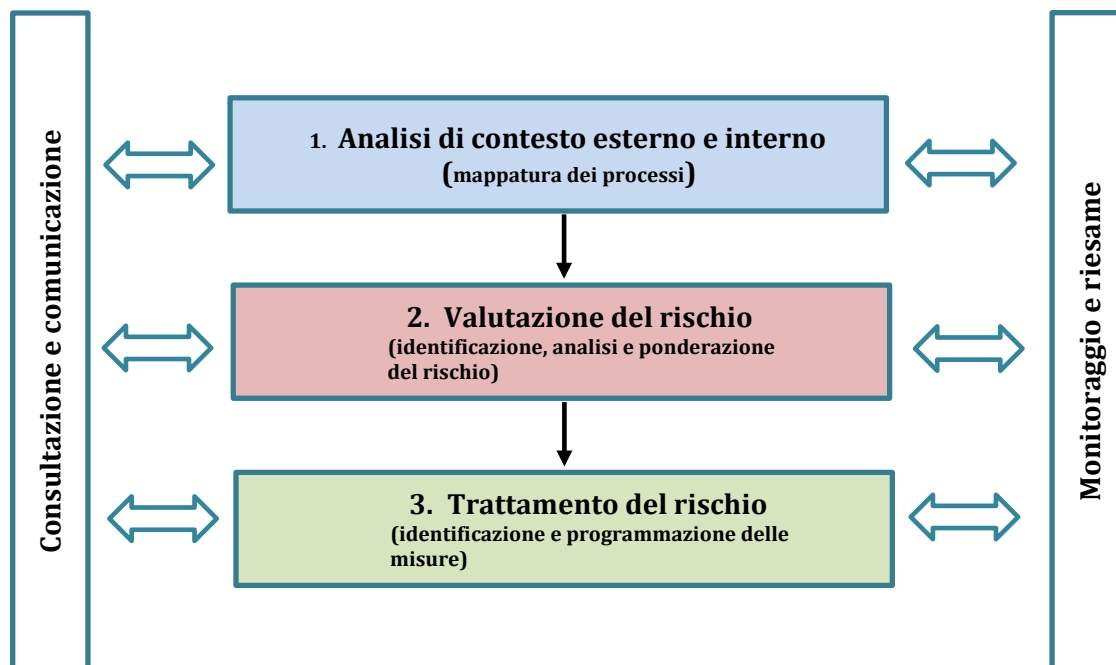 Consultazione e comunicazione
1. Analisi di contesto esterno e interno
(mappatura dei processi)
2. Valutazione del rischio
(identificazione, analisi e ponderazione
del rischio)
3. Trattamento del rischio
(identificazione e programmazione delle
misure)
Monitoraggio e riesame